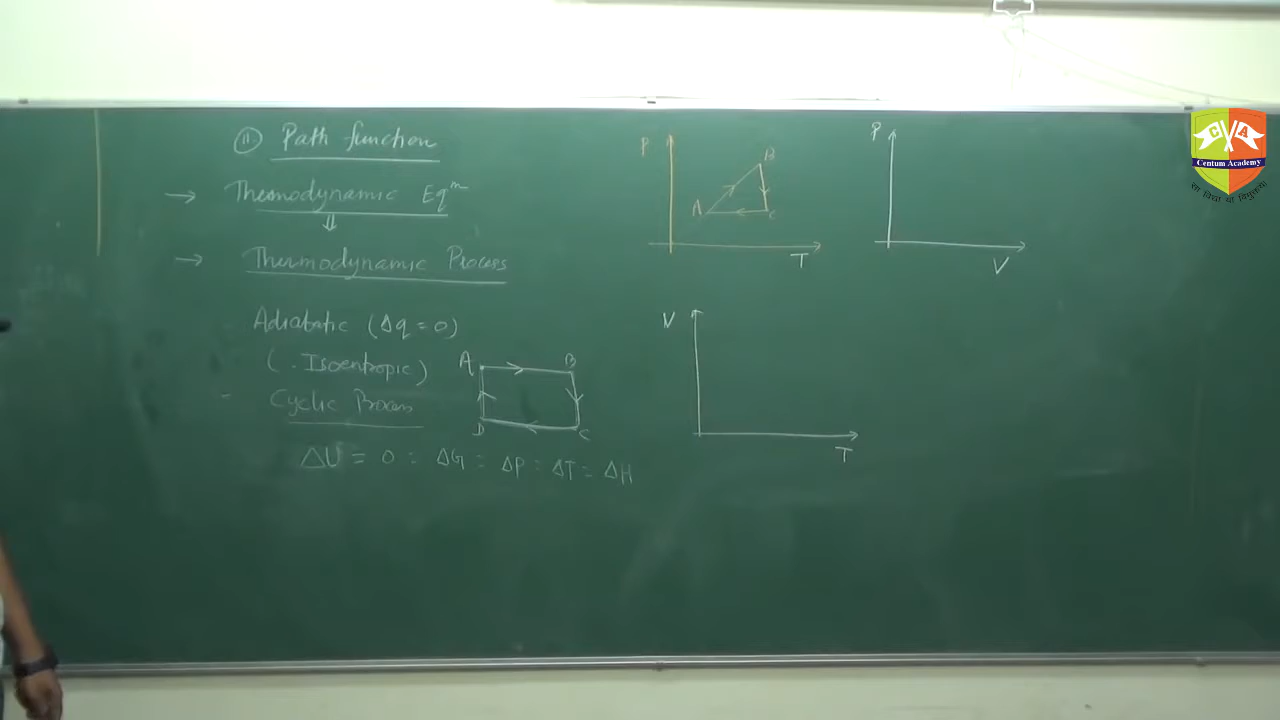 (ii) Path function
→ Thermodynamic Eqᵐ
⇓
→ Thermodynamic Process
- Adiabatic (Δq = 0)
( . Isoentropic)
- Cyclic Process
A B
D C
ΔU = 0 = ΔG = ΔP = ΔT = ΔH
P
B
A C
T
P
V
V
T
C A
Centum Academy
सा विद्या या विमुक्तये